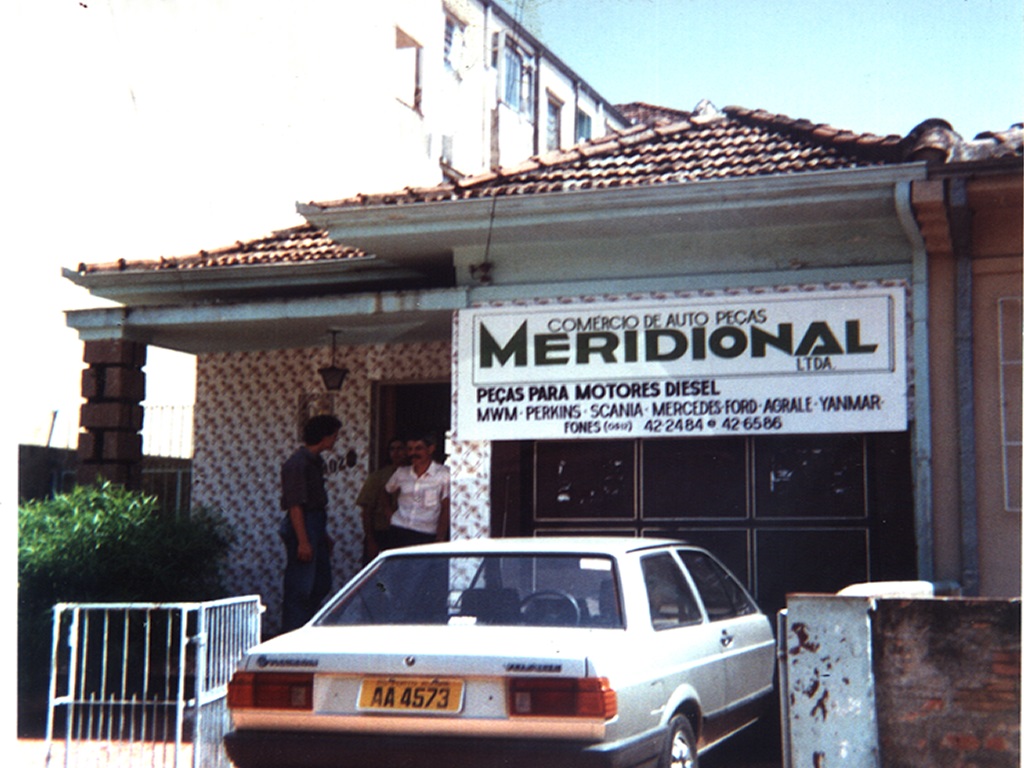 COMÉRCIO DE AUTO PEÇAS
MERIDIONAL
LTDA.
PEÇAS PARA MOTORES DIESEL
MWM · PERKINS · SCANIA · MERCEDES · FORD · AGRALE · YANMAR ·
FONES (0512) 42·2484 e 42·6586
AA 4573